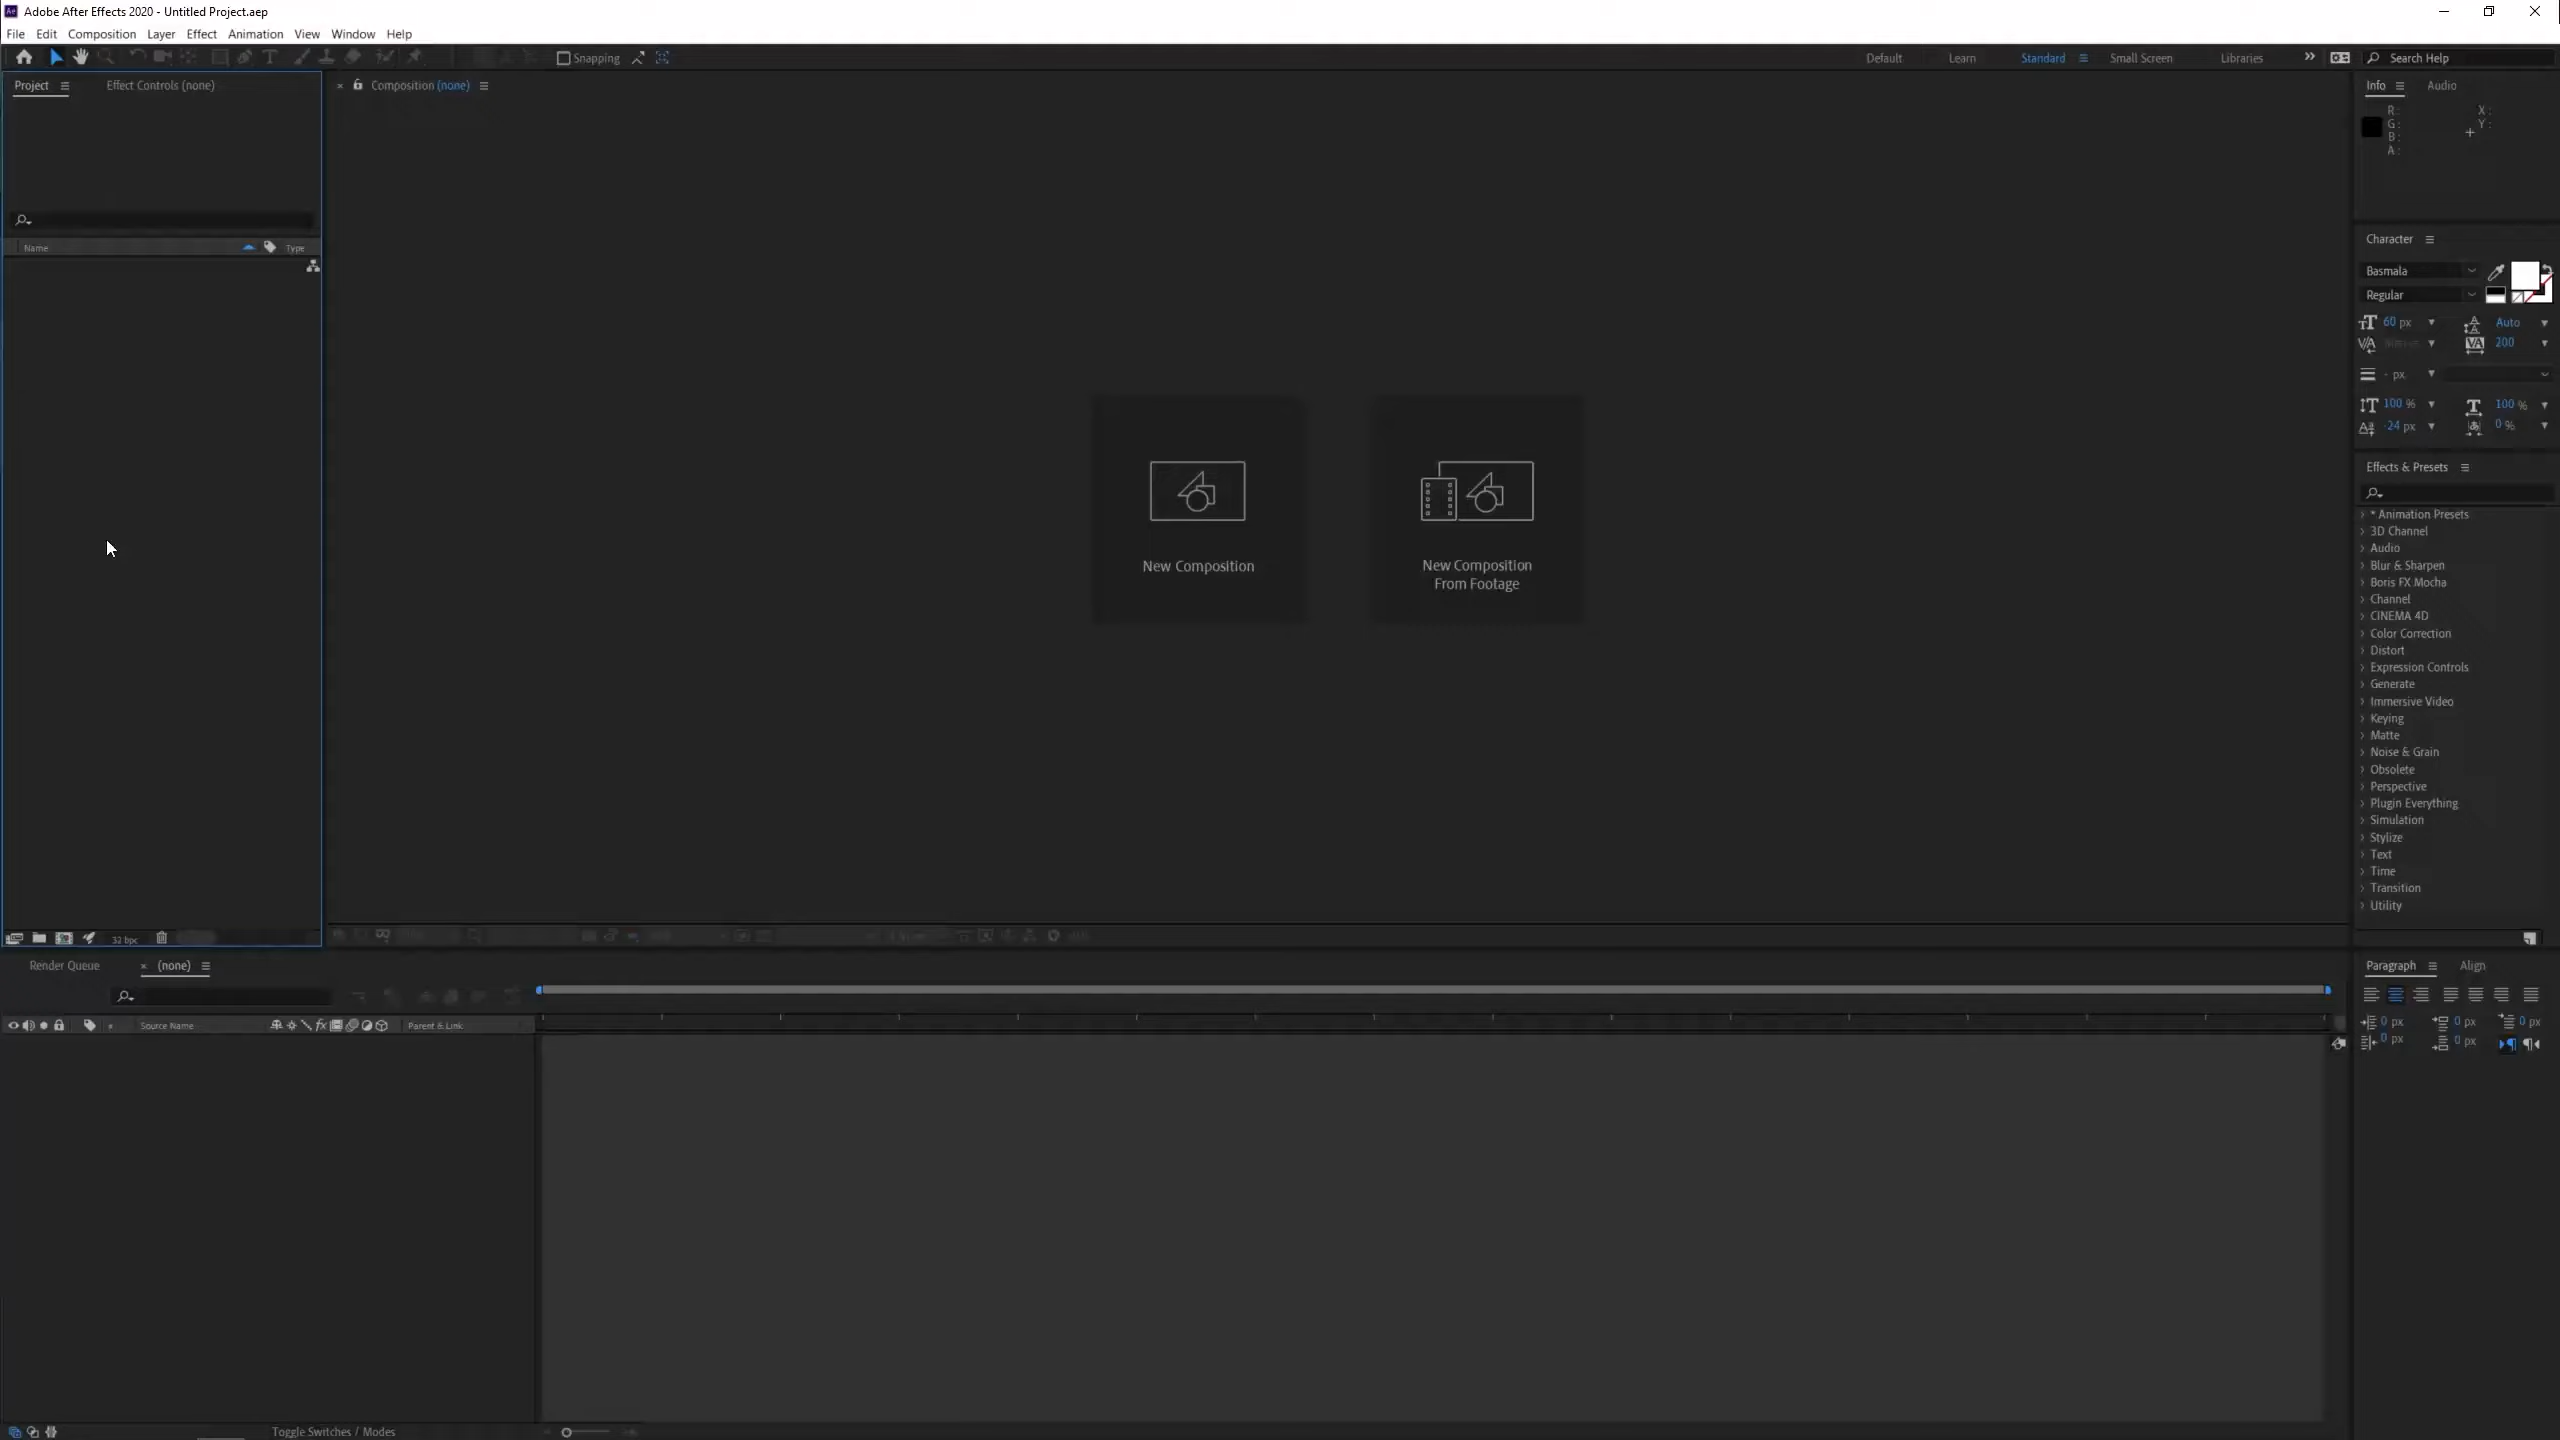 Adobe After Effects 2020 - Untitled Project.aep
File Edit Composition Layer Effect Animation View Window Help
Snapping
Default Learn Standard Small Screen Libraries
Search Help
Project
Effect Controls (none)
Composition (none)
Info
Audio
R:
G:
B:
A:
X:
Y:
Name
Type
Character
Basmala
Regular
60 px
Auto
200
- px
100 %
100 %
-24 px
0 %
New Composition
New Composition
From Footage
Effects & Presets
* Animation Presets
3D Channel
Audio
Blur & Sharpen
Boris FX Mocha
Channel
CINEMA 4D
Color Correction
Distort
Expression Controls
Generate
Immersive Video
Keying
Matte
Noise & Grain
Obsolete
Perspective
Plugin Everything
Simulation
Stylize
Text
Time
Transition
Utility
32 bpc
Render Queue
(none)
Source Name
Parent & Link
Paragraph
Align
0 px 0 px 0 px
0 px 0 px
Toggle Switches / Modes